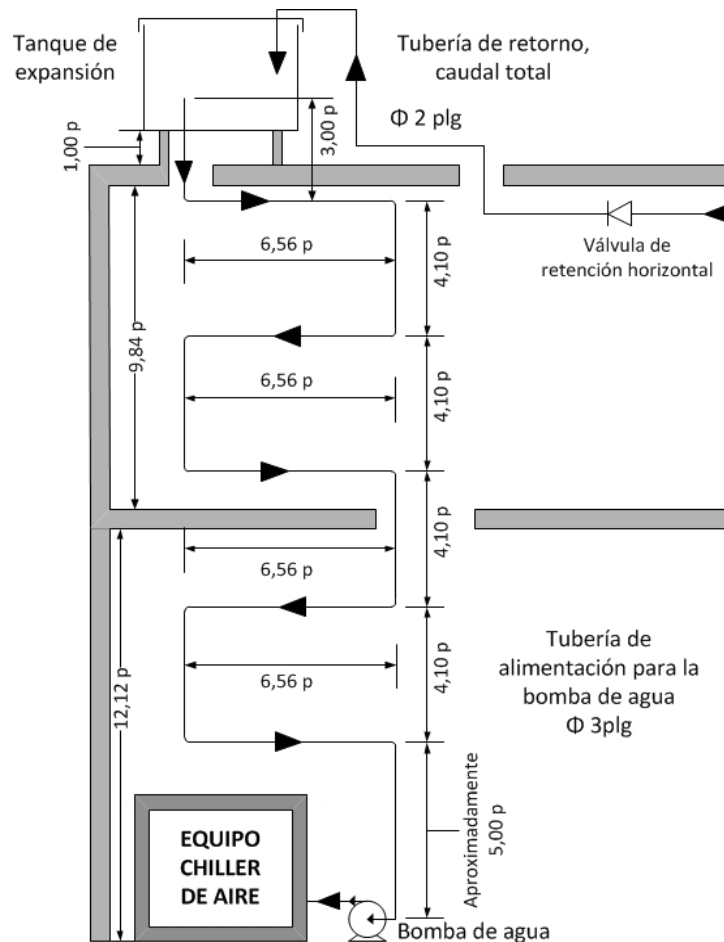 Tanque de
expansión
Tubería de retorno,
caudal total
Φ 2 plg
1,00 p
3,00 p
Válvula de
retención horizontal
6,56 p
4,10 p
9,84 p
6,56 p
4,10 p
6,56 p
4,10 p
6,56 p
4,10 p
12,12 p
Tubería de
alimentación para la
bomba de agua
Φ 3plg
Aproximadamente
5,00 p
EQUIPO
CHILLER
DE AIRE
Bomba de agua